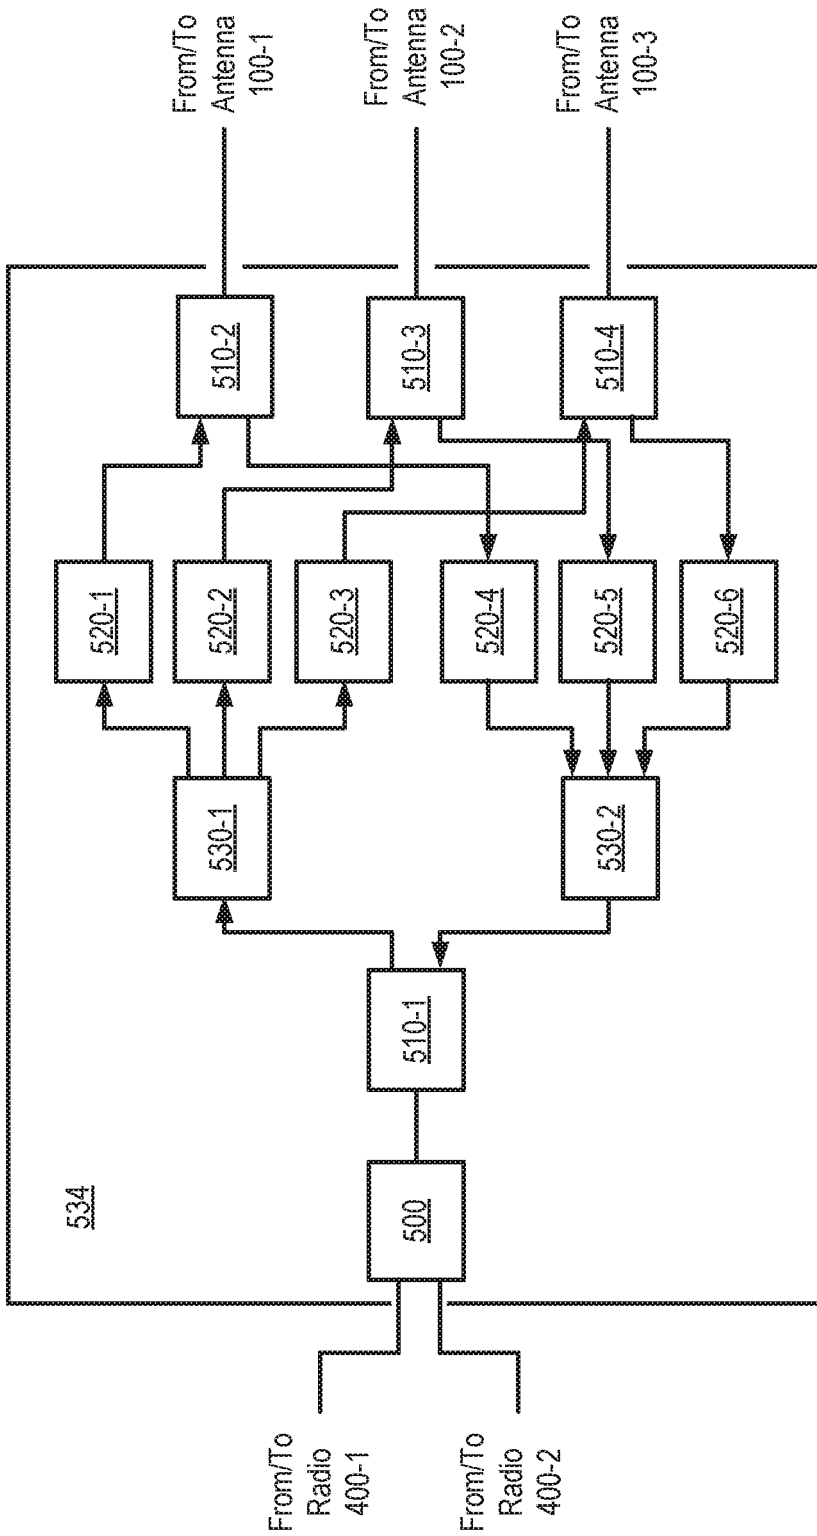 From/To
Antenna
100-1
From/To
Antenna
100-2
From/To
Antenna
100-3
510-2
510-3
510-4
520-1
520-2
520-3
520-4
520-5
520-6
530-1
530-2
510-1
534
500
From/To
Radio
400-1
From/To
Radio
400-2